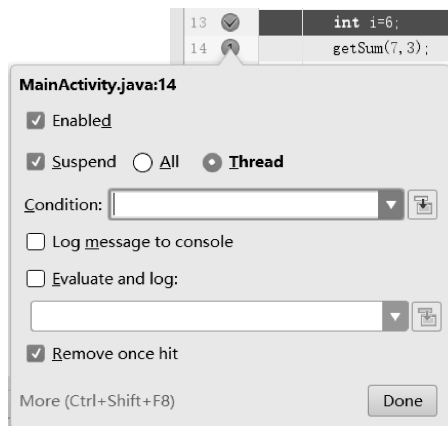 13 int i=6;
14 getSum(7,3);
MainActivity.java:14
Enabled
Suspend All Thread
Condition:
Log message to console
Evaluate and log:
Remove once hit
More (Ctrl+Shift+F8) Done